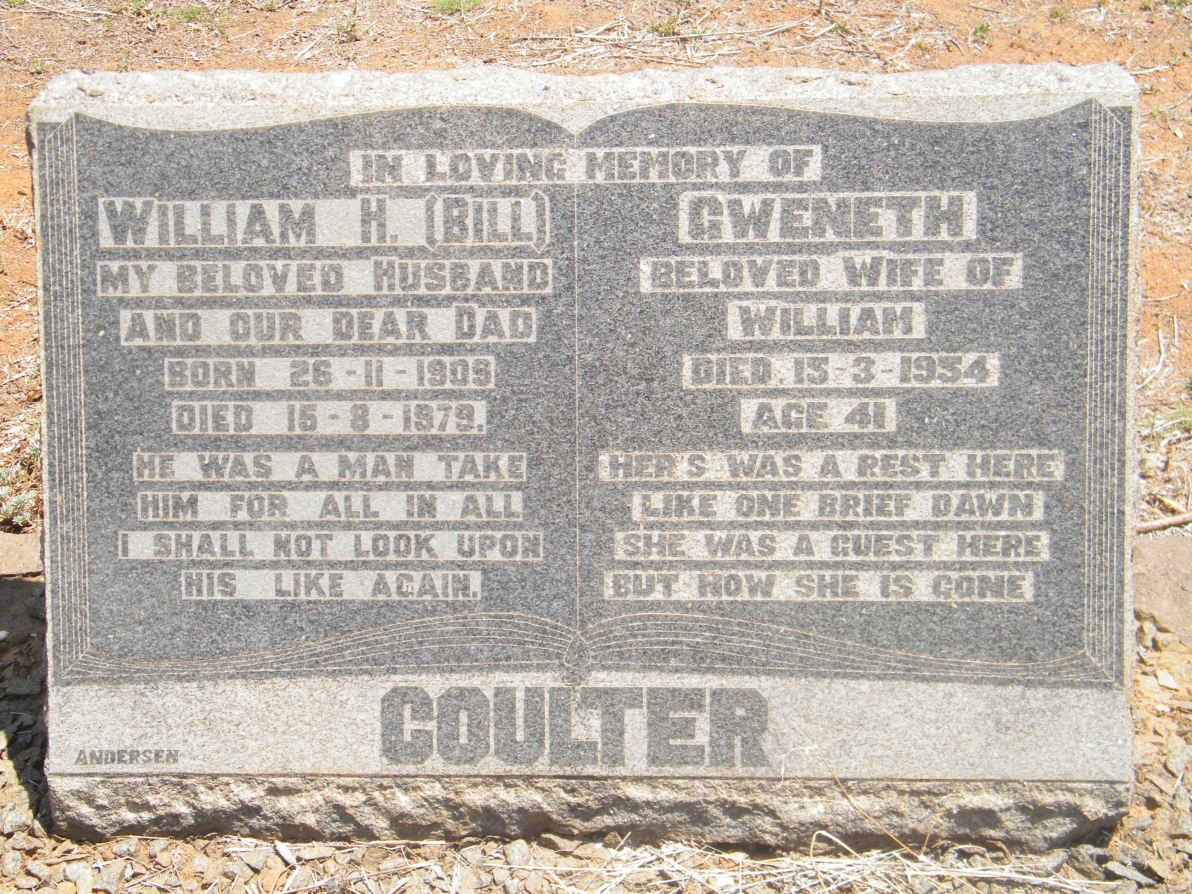 IN LOVING MEMORY OF
WILLIAM H. (BILL)
MY BELOVED HUSBAND
AND OUR DEAR DAD
BORN 26-11-1909
DIED 15-8-1979.
HE WAS A MAN TAKE
HIM FOR ALL IN ALL
I SHALL NOT LOOK UPON
HIS LIKE AGAIN.
GWENETH
BELOVED WIFE OF
WILLIAM
DIED. 15-3-1954
AGE 41
HER'S WAS A REST HERE
LIKE ONE BRIEF DAWN
SHE WAS A GUEST HERE
BUT NOW SHE IS GONE
COULTER
ANDERSEN